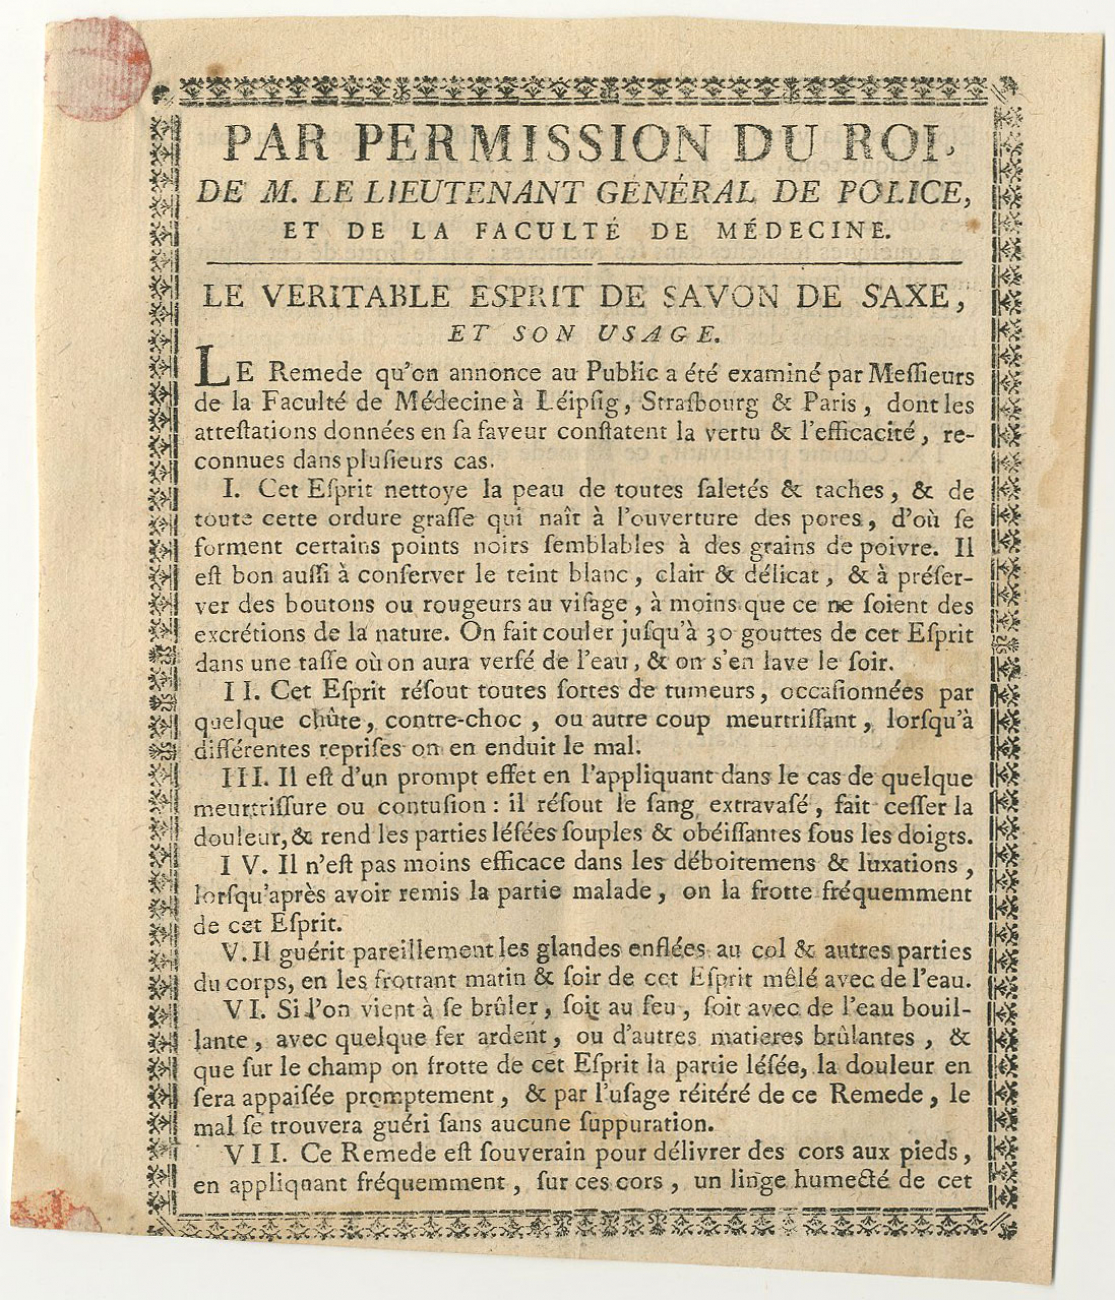 PAR PERMISSION DU ROI,
DE M. LE LIEUTENANT GÉNÉRAL DE POLICE,
ET DE LA FACULTÉ DE MÉDECINE.
LE VERITABLE ESPRIT DE SAVON DE SAXE,
ET SON USAGE.
LE Remede qu'on annonce au Public a été examiné par Meſſieurs
de la Faculté de Médecine à Léipſig, Straſbourg & Paris, dont les
atteſtations données en ſa faveur conſtatent la vertu & l'efficacité, re-
connues dans pluſieurs cas.
I. Cet Eſprit nettoye la peau de toutes ſaletés & taches, & de
toute cette ordure graſſe qui naît à l'ouverture des pores, d'où ſe
forment certains points noirs ſemblables à des grains de poivre. Il
eſt bon auſſi à conſerver le teint blanc, clair & délicat, & à préſer-
ver des boutons ou rougeurs au viſage, à moins que ce ne ſoient des
excrétions de la nature. On fait couler juſqu'à 30 gouttes de cet Eſprit
dans une taſſe où on aura verſé de l'eau, & on s'en lave le ſoir.
II. Cet Eſprit réſout toutes ſortes de tumeurs, occaſionnées par
quelque chûte, contre-choc, ou autre coup meurtriſſant, lorſqu'à
différentes repriſes on en enduit le mal.
III. Il eſt d'un prompt effet en l'appliquant dans le cas de quelque
meurtriſſure ou contuſion : il réſout le ſang extravaſé, fait ceſſer la
douleur, & rend les parties léſées ſouples & obéiſſantes ſous les doigts.
IV. Il n'eſt pas moins efficace dans les déboitemens & luxations,
lorſqu'après avoir remis la partie malade, on la frotte fréquemment
de cet Eſprit.
V. Il guérit pareillement les glandes enflées au col & autres parties
du corps, en les frottant matin & ſoir de cet Eſprit mêlé avec de l'eau.
VI. Si l'on vient à ſe brûler, ſoit au feu, ſoit avec de l'eau bouil-
lante, avec quelque fer ardent, ou d'autres matieres brûlantes, &
que ſur le champ on frotte de cet Eſprit la partie léſée, la douleur en
ſera appaiſée promptement, & par l'uſage réitéré de ce Remede, le
mal ſe trouvera guéri ſans aucune ſuppuration.
VII. Ce Remede eſt ſouverain pour délivrer des cors aux pieds,
en appliqnant fréquemment, ſur ces cors, un linge humecté de cet